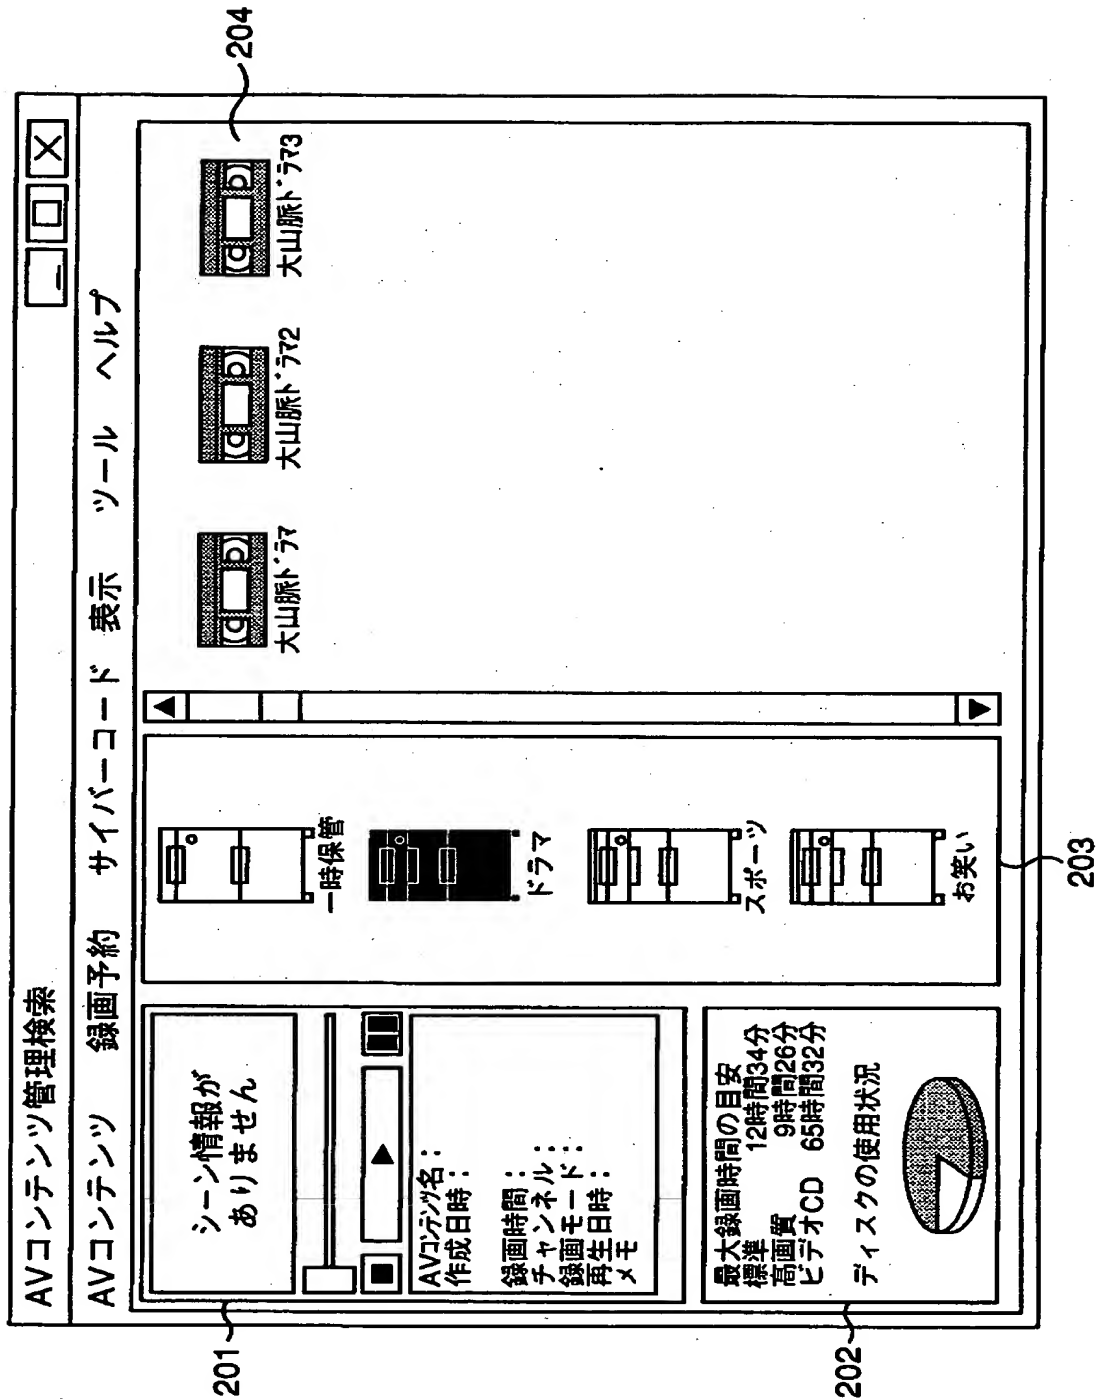 AVコンテンツ管理検索
AVコンテンツ 録画予約 サイバーコード 表示 ツール ヘルプ
201
シーン情報が
ありません
AVコンテンツ名:
作成日時:
録画時間:
チャンネル:
録画モード:
再生日時:
メモ
202
最大録画時間の目安
標準 12時間34分
高画質 9時間26分
ビデオCD 65時間32分
ディスクの使用状況
一時保管
ドラマ
スポーツ
お笑い
203
大山脈ドラマ
大山脈ドラマ2
大山脈ドラマ3
204